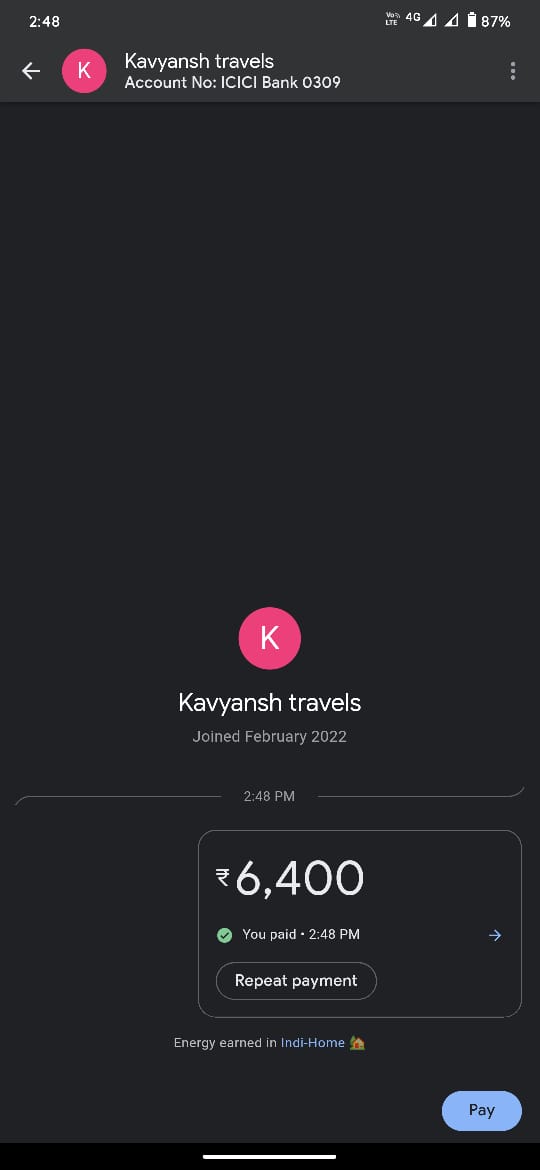 2:48
Vo LTE 4G 87%
K
Kavyansh travels
Account No: ICICI Bank 0309
K
Kavyansh travels
Joined February 2022
2:48 PM
₹6,400
You paid • 2:48 PM
Repeat payment
Energy earned in Indi-Home
Pay